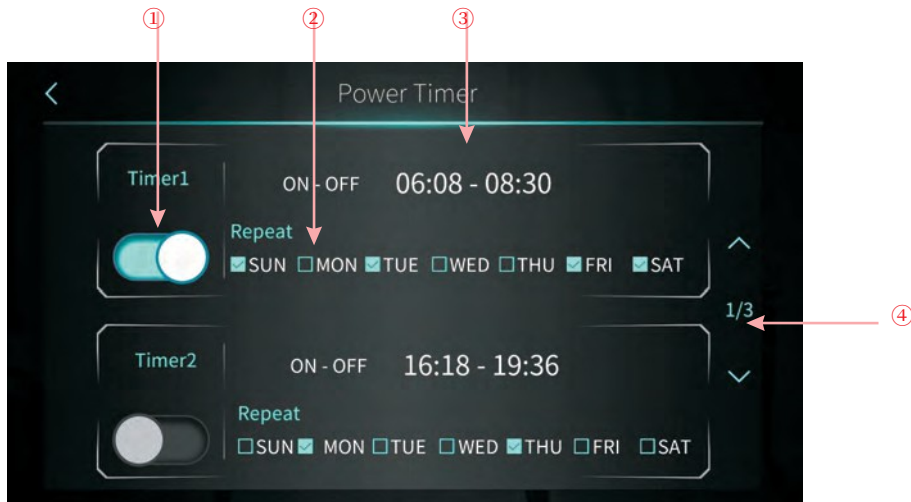 ① ② ③
Power Timer
Timer1 ON - OFF 06:08 - 08:30
Repeat
SUN MON TUE WED THU FRI SAT
1/3 ④
Timer2 ON - OFF 16:18 - 19:36
Repeat
SUN MON TUE WED THU FRI SAT